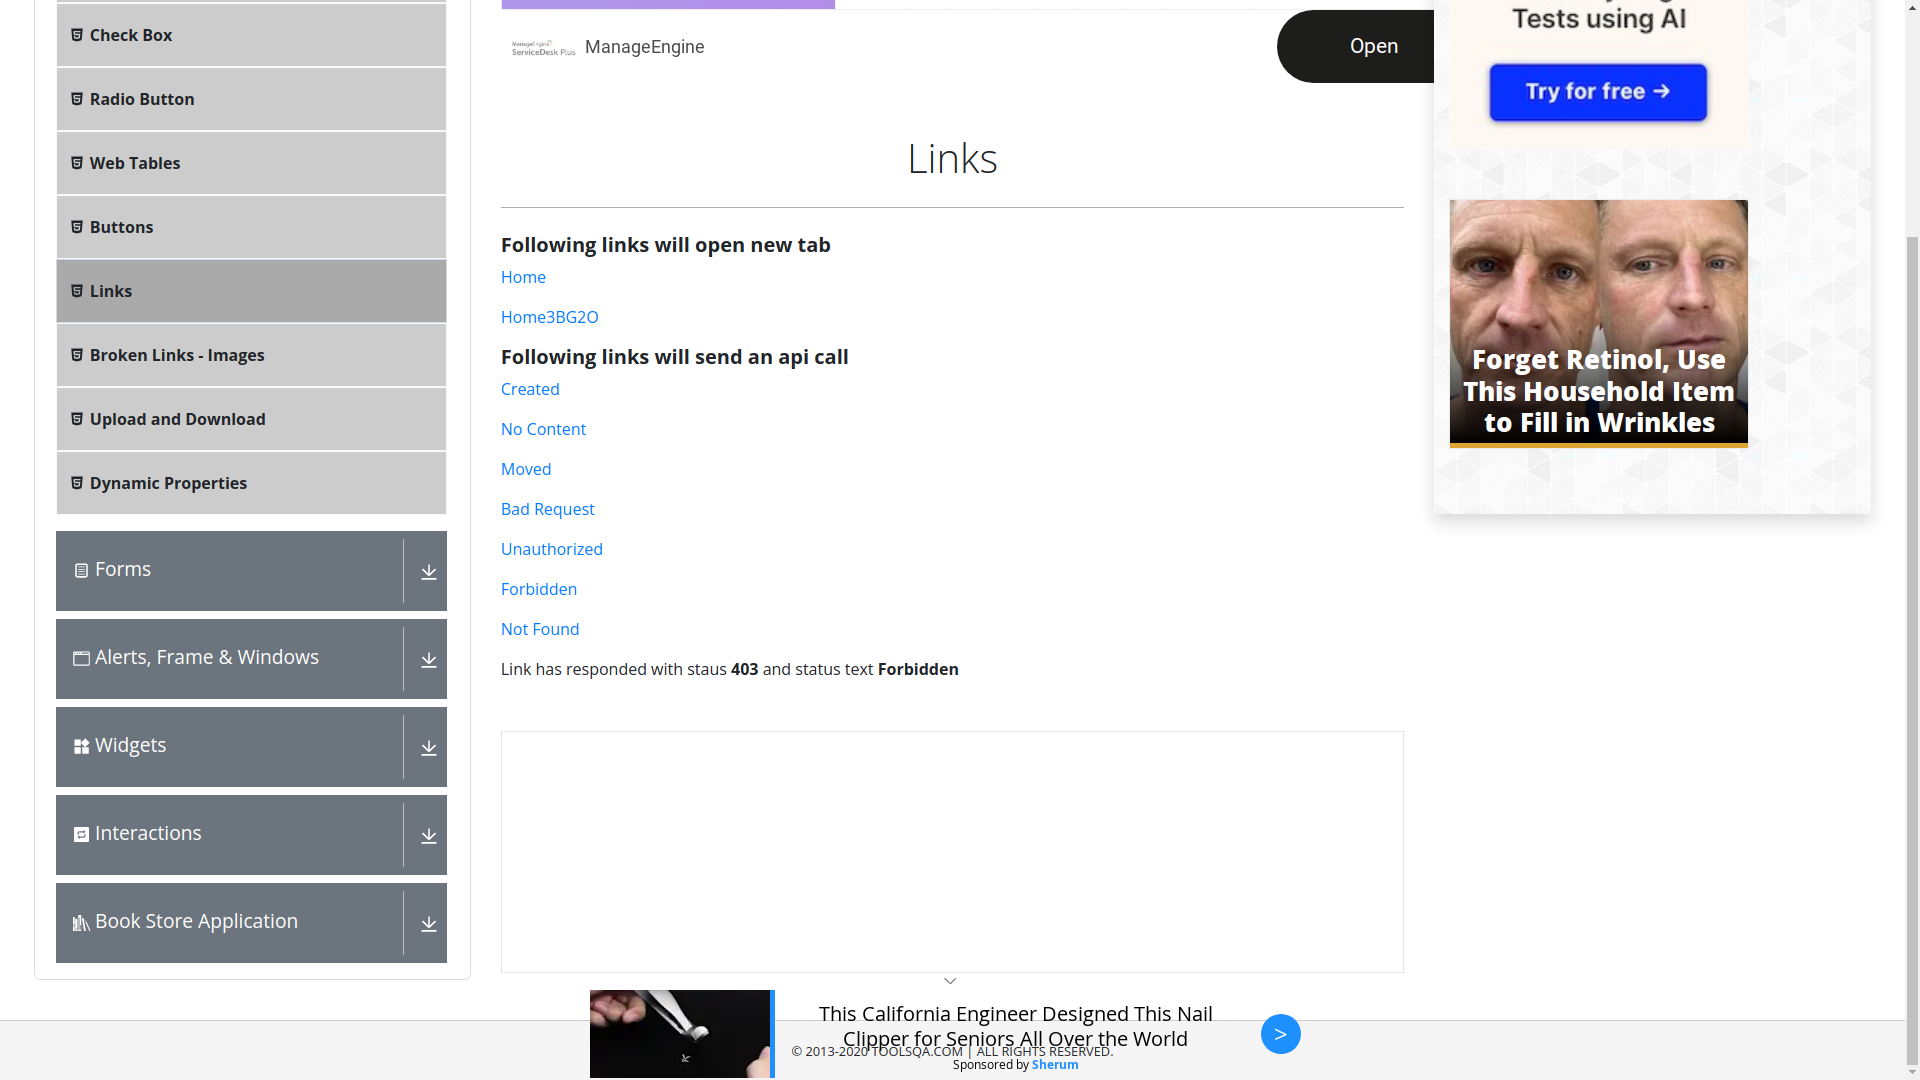 Check Box
Radio Button
Web Tables
Buttons
Links
Broken Links - Images
Upload and Download
Dynamic Properties
Forms
Alerts, Frame & Windows
Widgets
Interactions
Book Store Application
ManageEngine
ServiceDesk Plus
ManageEngine
Open
Links
Following links will open new tab
Home
Home3BG2O
Following links will send an api call
Created
No Content
Moved
Bad Request
Unauthorized
Forbidden
Not Found
Link has responded with staus 403 and status text Forbidden
Tests using AI
Try for free →
Forget Retinol, Use
This Household Item
to Fill in Wrinkles
This California Engineer Designed This Nail
Clipper for Seniors All Over the World
© 2013-2020 TOOLSQA.COM | ALL RIGHTS RESERVED.
Sponsored by Sherum
>